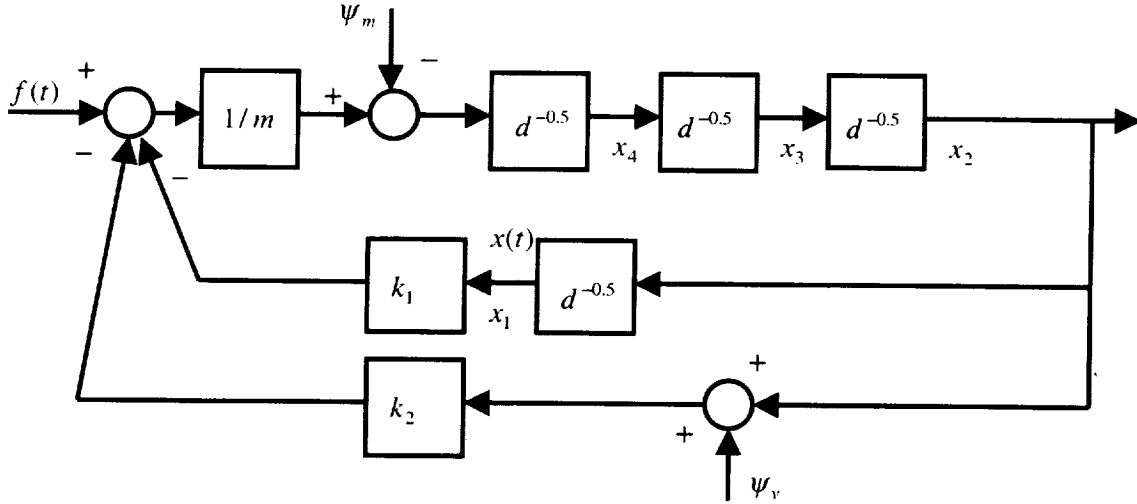 ψ_m
f(t)
+
−
1/m
+
−
d^{-0.5}
x_4
d^{-0.5}
x_3
d^{-0.5}
x_2
−
k_1
x(t)
x_1
d^{-0.5}
k_2
+
+
ψ_v